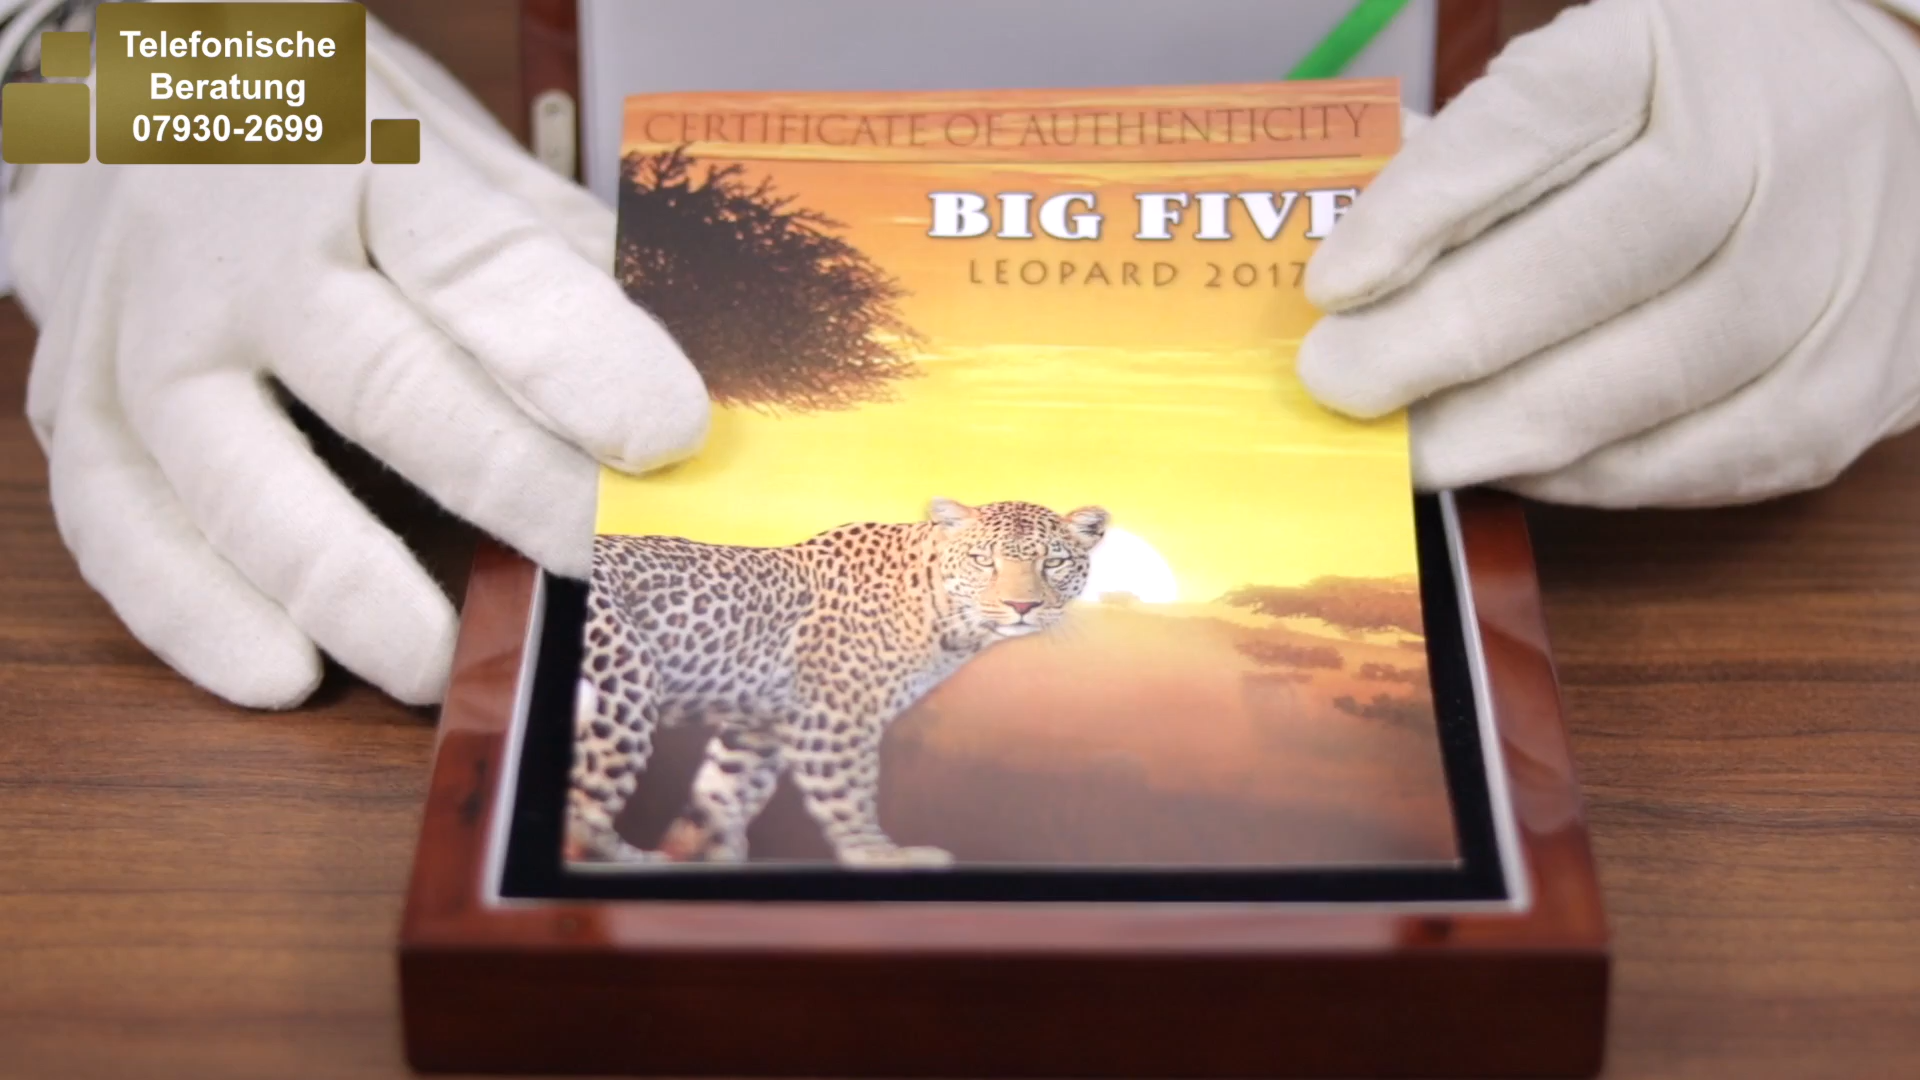 Telefonische
Beratung
07930-2699
CERTIFICATE OF AUTHENTICITY
BIG FIVE
LEOPARD 2017